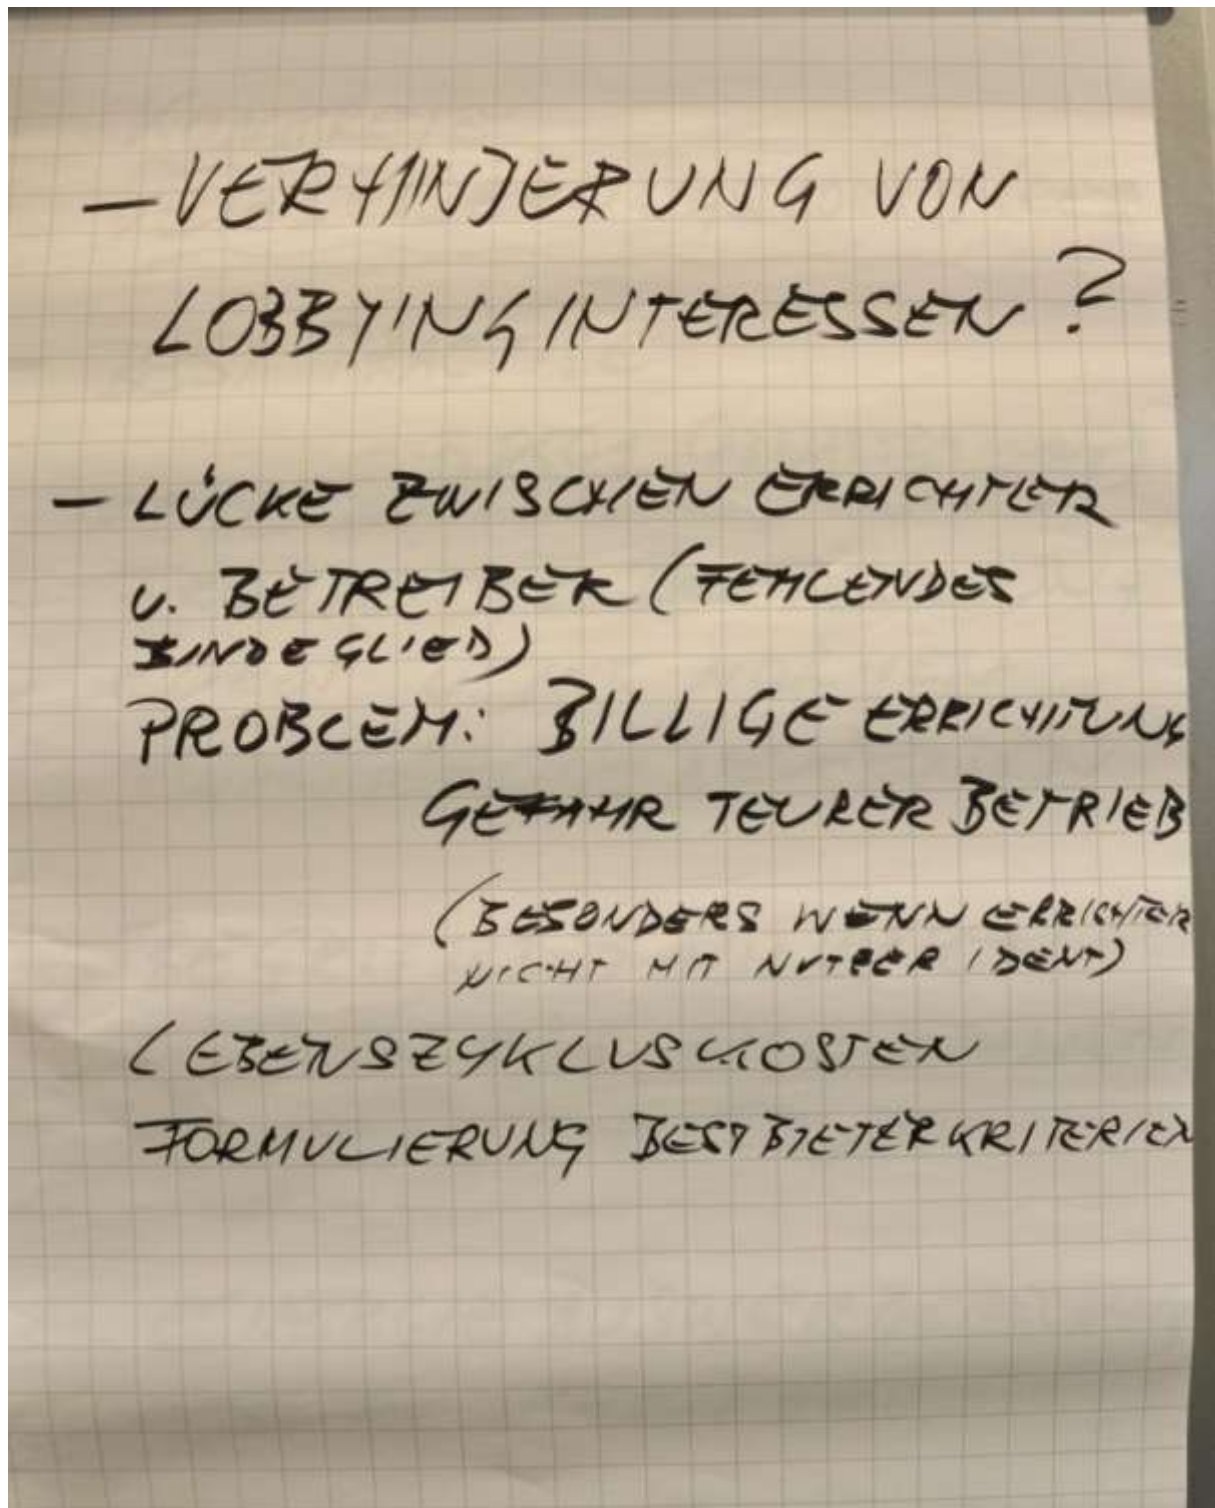 – VERHINDERUNG VON
LOBBYINGINTERESSEN?
– LÜCKE ZWISCHEN ERRICHTER
U. BETREIBER (FEHLENDES
BINDEGLIED)
PROBLEM: BILLIGE ERRICHTUNG
GEFAHR TEURER BETRIEB
(BESONDERS WENN ERRICHTER
NICHT MIT NUTZER IDENT)
LEBENSZYKLUSKOSTEN
FORMULIERUNG BESTBIETERKRITERIEN